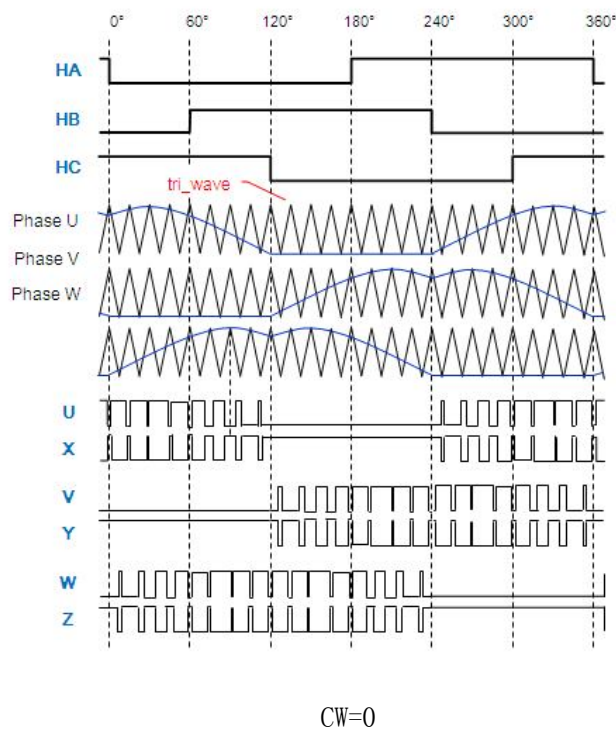 0° 60° 120° 180° 240° 300° 360°
HA
HB
HC
tri_wave
Phase U
Phase V
Phase W
U
X
V
Y
W
Z
CW=0